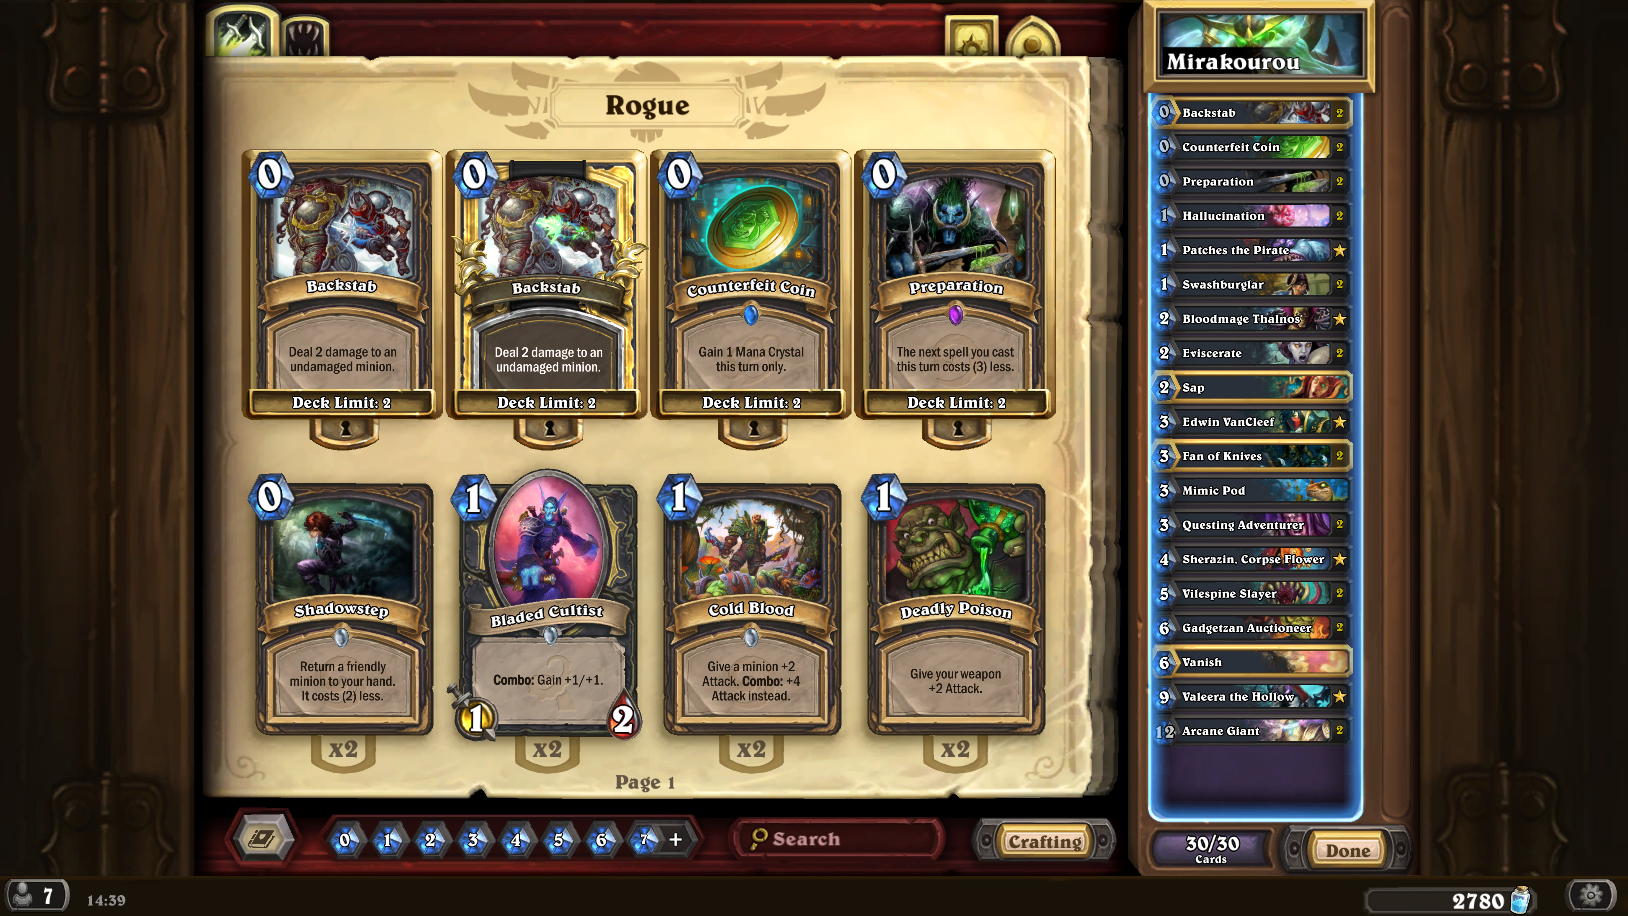 Rogue
0
Backstab
Deal 2 damage to an
undamaged minion.
Deck Limit: 2
0
Backstab
Deal 2 damage to an
undamaged minion.
Deck Limit: 2
0
Counterfeit Coin
Gain 1 Mana Crystal
this turn only.
Deck Limit: 2
0
Preparation
The next spell you cast
this turn costs (3) less.
Deck Limit: 2
0
Shadowstep
Return a friendly
minion to your hand.
It costs (2) less.
x2
1
Bladed Cultist
Combo: Gain +1/+1.
1
2
x2
1
Cold Blood
Give a minion +2
Attack. Combo: +4
Attack instead.
x2
1
Deadly Poison
Give your weapon
+2 Attack.
x2
Page 1
0 1 2 3 4 5 6 7 +
Search
Crafting
Mirakourou
0 Backstab 2
0 Counterfeit Coin 2
0 Preparation 2
1 Hallucination 2
1 Patches the Pirate
1 Swashburglar 2
2 Bloodmage Thalnos
2 Eviscerate 2
2 Sap
3 Edwin VanCleef
3 Fan of Knives 2
3 Mimic Pod
3 Questing Adventurer 2
4 Sherazin, Corpse Flower
5 Vilespine Slayer 2
6 Gadgetzan Auctioneer 2
6 Vanish
9 Valeera the Hollow
12 Arcane Giant 2
30/30
Cards
Done
7
14:39
2780